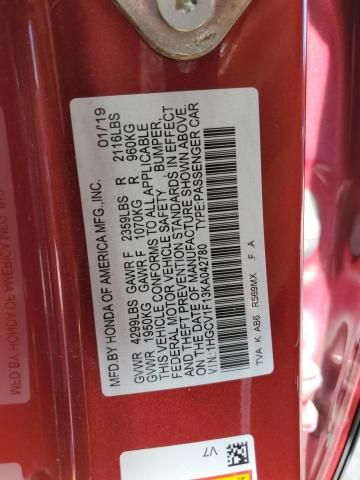 MFD BY HONDA OF AMERICA MFG.,INC. 01/19
GVWR 4299LBS GAWR F 2359LBS R 2116LBS
GVWR 1950KG GAWR F 1070KG R 960KG
THIS VEHICLE CONFORMS TO ALL APPLICABLE
FEDERAL MOTOR VEHICLE SAFETY, BUMPER,
AND THEFT PREVENTION STANDARDS IN EFFECT
ON THE DATE OF MANUFACTURE SHOWN ABOVE.
V.I.N.:1HGCV1F13KA042780 TYPE:PASSENGER CAR
TVA K AB6 R569MX _F _A
V7